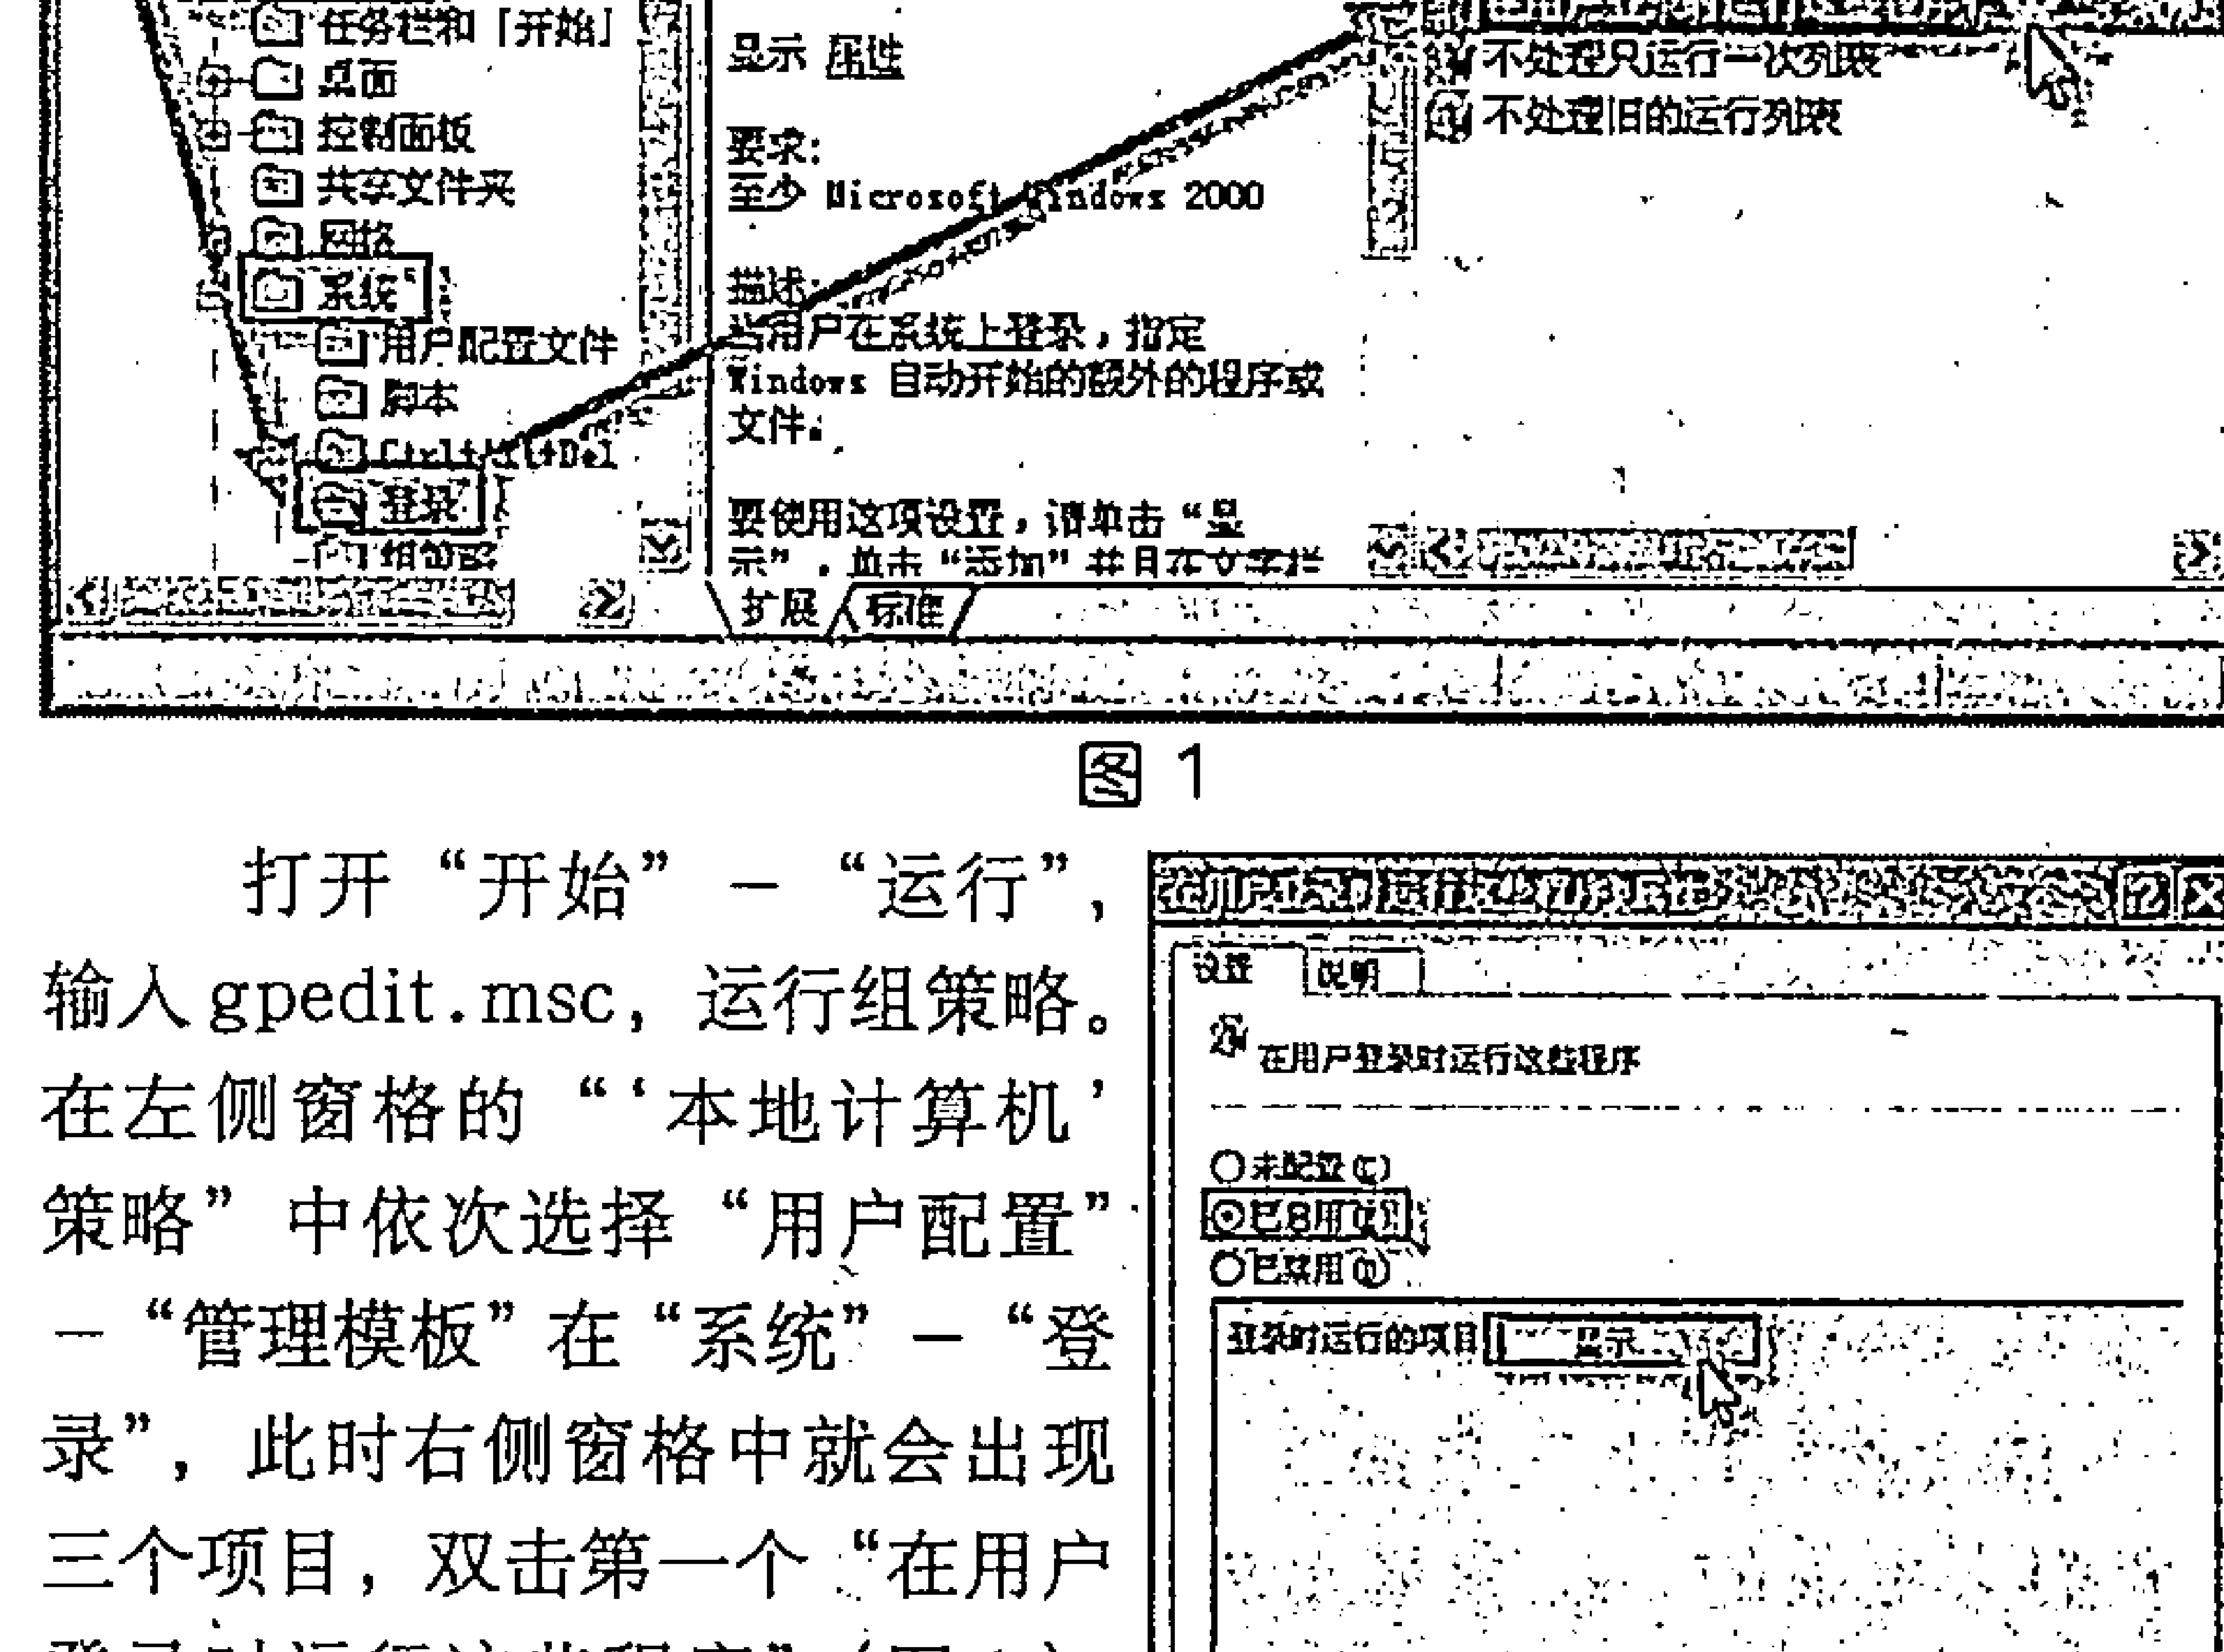 任务栏和「开始」
桌面
控制面板
共享文件夹
网络
系统
用户配置文件
脚本
Ctrl+Alt+Del
登录
显示 属性
要求:
至少 Microsoft Windows 2000
描述:
当用户在系统上登录，指定
Windows 自动开始的额外的程序或
文件。
要使用这项设置，请单击“显
示”，单击“添加”并且在文字栏
扩展 标准
不处理只运行一次列表
不处理旧的运行列表
图 1
打开“开始”－“运行”，
输入gpedit.msc，运行组策略。
在左侧窗格的“‘本地计算机’
策略”中依次选择“用户配置”
－“管理模板”在“系统”－“登
录”，此时右侧窗格中就会出现
三个项目，双击第一个“在用户
设置 说明
在用户登录时运行这些程序
未配置(C)
已启用(E)
已禁用(D)
登录时运行的项目 显示